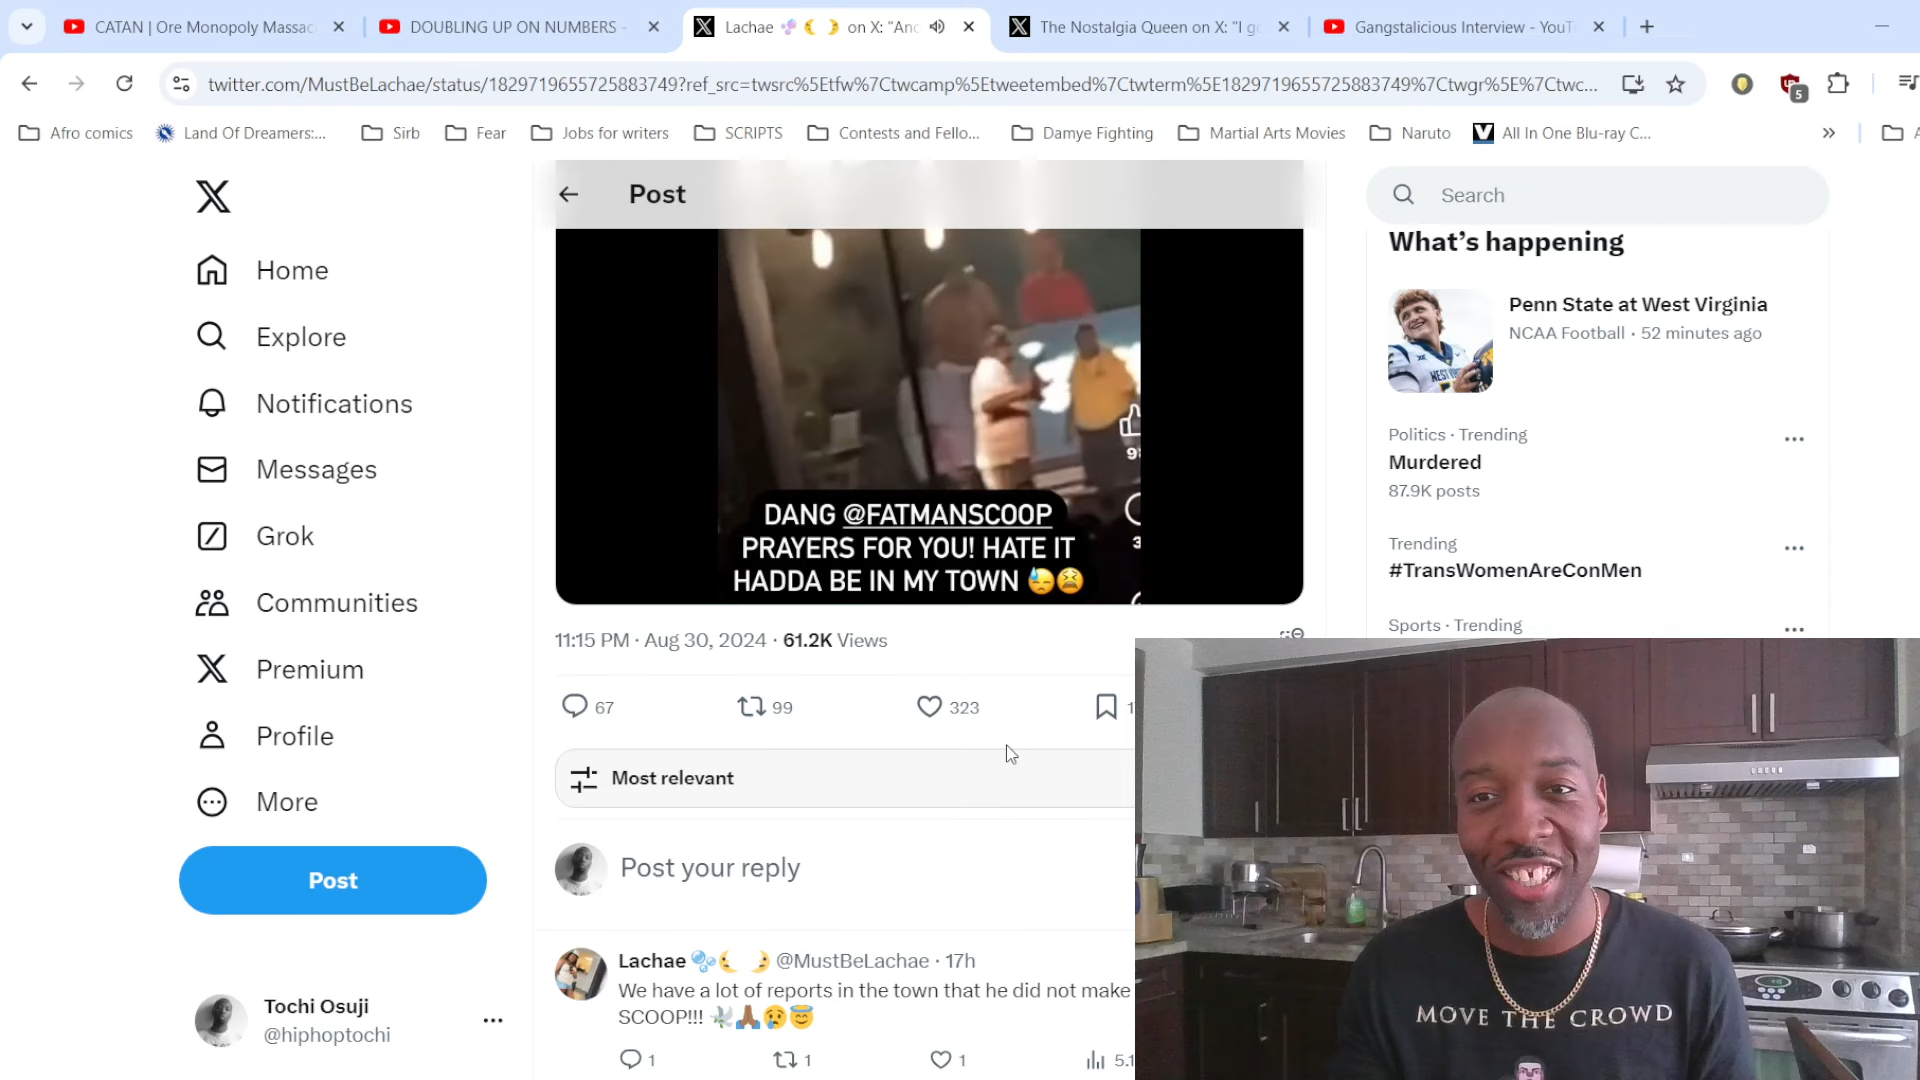 CATAN | Ore Monopoly Massac
DOUBLING UP ON NUMBERS -
Lachae 🫧🌜🌛 on X: "And
The Nostalgia Queen on X: "I go
Gangstalicious Interview - YouT
twitter.com/MustBeLachae/status/1829719655725883749?ref_src=twsrc%5Etfw%7Ctwcamp%5Etweetembed%7Ctwterm%5E1829719655725883749%7Ctwgr%5E%7Ctwc...
5
Afro comics
Land Of Dreamers:...
Sirb
Fear
Jobs for writers
SCRIPTS
Contests and Fello...
Damye Fighting
Martial Arts Movies
Naruto
All In One Blu-ray C...
Home
Explore
Notifications
Messages
Grok
Communities
Premium
Profile
More
Post
Tochi Osuji
@hiphoptochi
Post
DANG @FATMANSCOOP
PRAYERS FOR YOU! HATE IT
HADDA BE IN MY TOWN 😓😫
11:15 PM · Aug 30, 2024 · 61.2K Views
67
99
323
Most relevant
Post your reply
Lachae 🫧🌜🌛 @MustBeLachae · 17h
We have a lot of reports in the town that he did not make
SCOOP!!! 🕊️🙏🏾😢😇
1
1
1
5.1
Search
What's happening
Penn State at West Virginia
NCAA Football · 52 minutes ago
Politics · Trending
Murdered
87.9K posts
Trending
#TransWomenAreConMen
Sports · Trending
MOVE THE CROWD